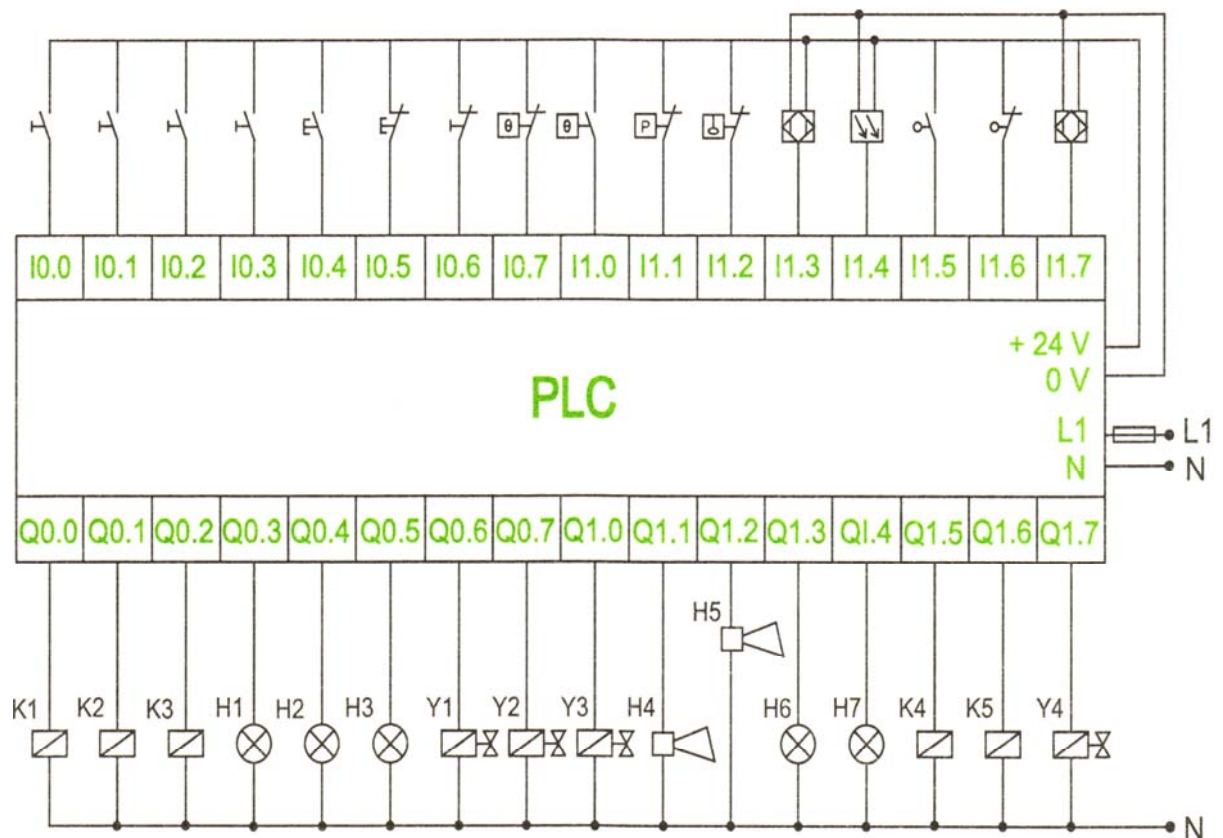 θ θ P
I0.0 I0.1 I0.2 I0.3 I0.4 I0.5 I0.6 I0.7 I1.0 I1.1 I1.2 I1.3 I1.4 I1.5 I1.6 I1.7
+ 24 V
0 V
PLC
L1 L1
N N
Q0.0 Q0.1 Q0.2 Q0.3 Q0.4 Q0.5 Q0.6 Q0.7 Q1.0 Q1.1 Q1.2 Q1.3 QI.4 Q1.5 Q1.6 Q1.7
H5
K1 K2 K3 H1 H2 H3 Y1 Y2 Y3 H4 H6 H7 K4 K5 Y4
N